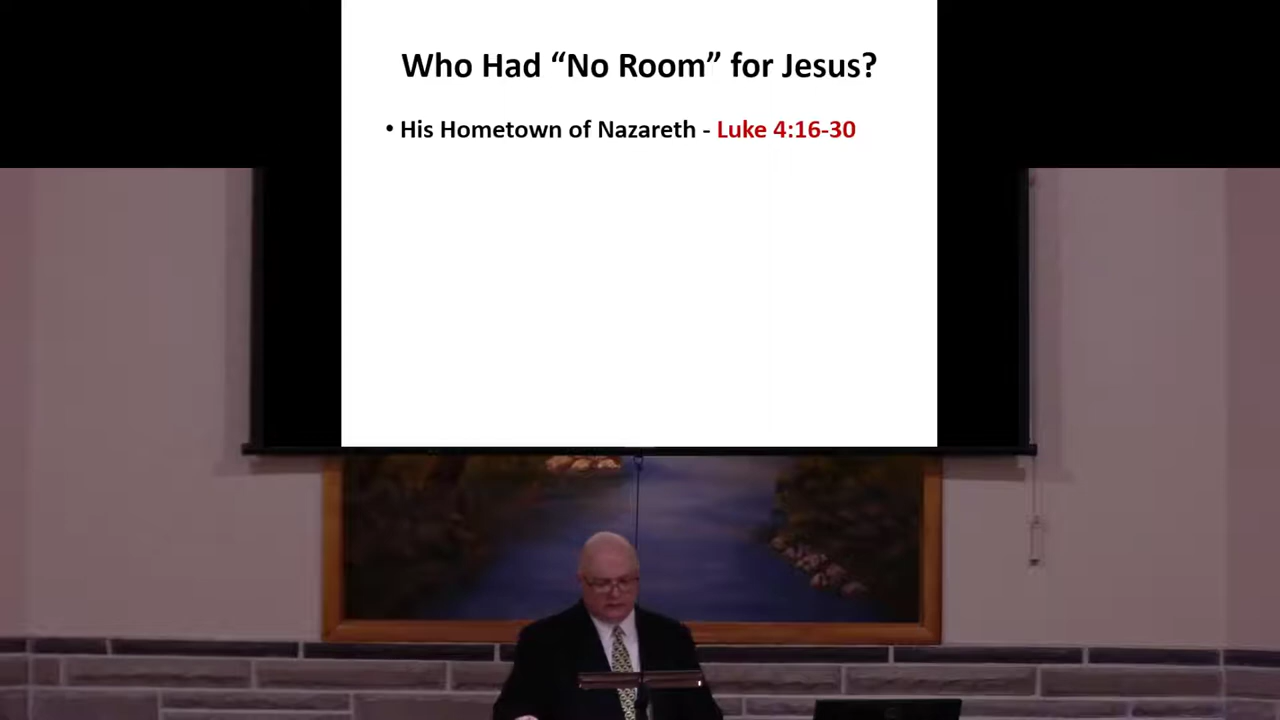 Who Had “No Room” for Jesus?
• His Hometown of Nazareth - Luke 4:16-30